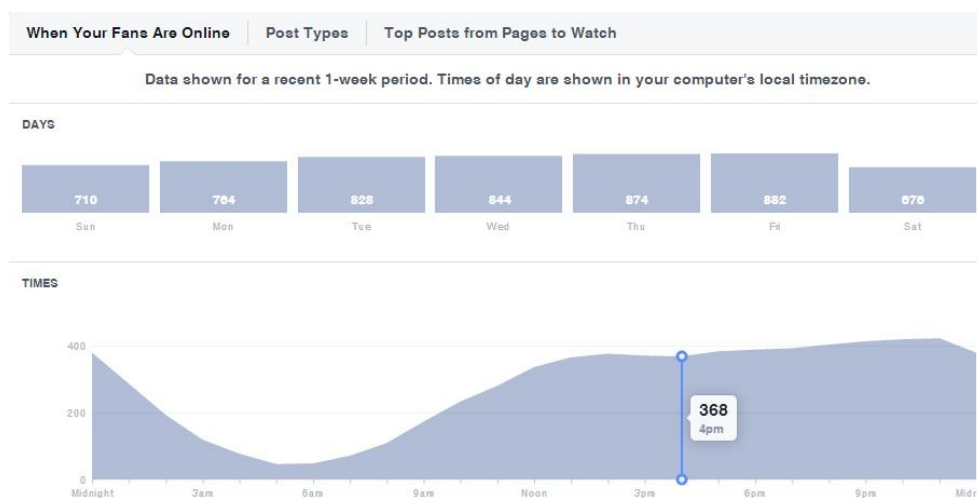 When Your Fans Are Online Post Types Top Posts from Pages to Watch
Data shown for a recent 1-week period. Times of day are shown in your computer's local timezone.
DAYS
710 764 828 844 874 882 676
Sun Mon Tue Wed Thu Fri Sat
TIMES
400
200
368
4pm
0
Midnight 3am 6am 9am Noon 3pm 6pm 9pm